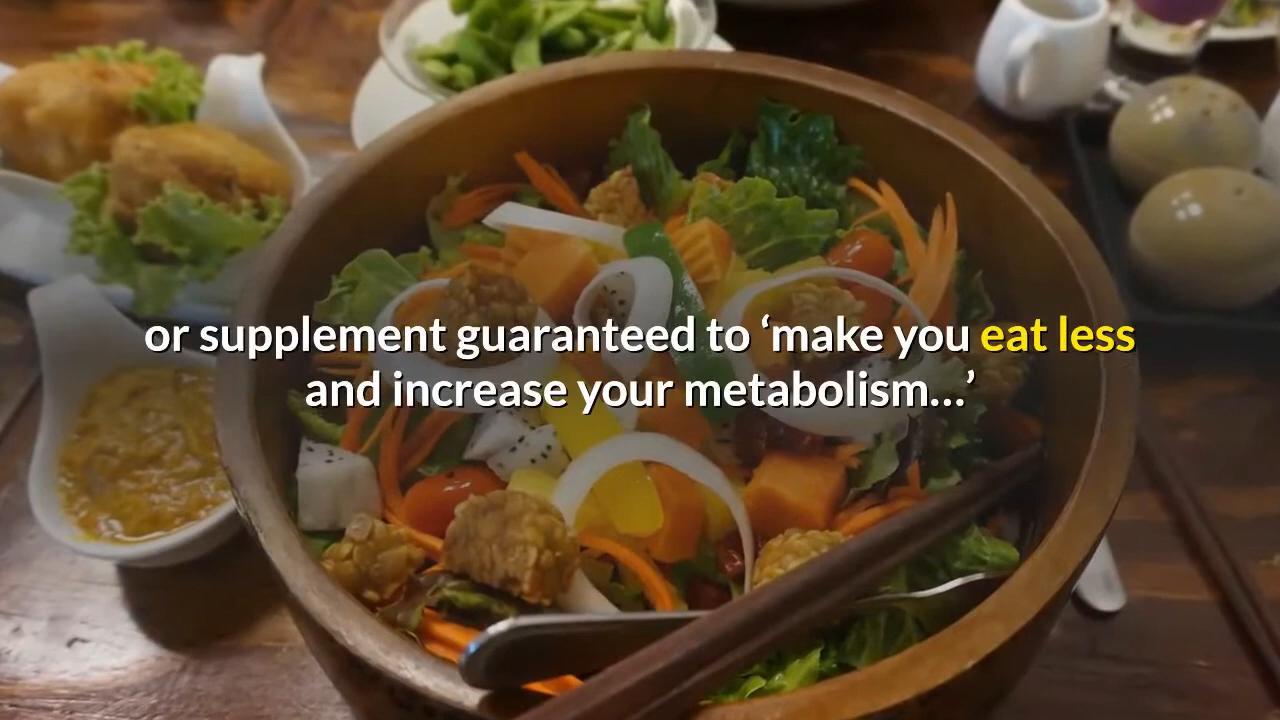 or supplement guaranteed to ‘make you eat less
and increase your metabolism...’